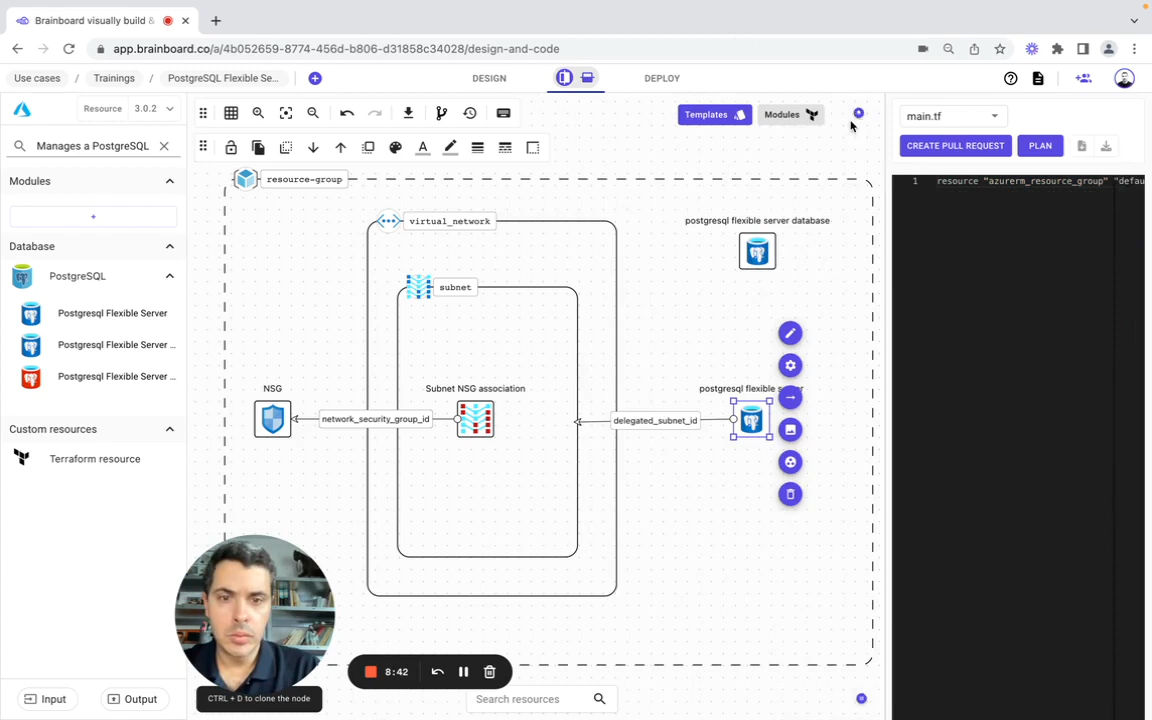 Brainboard visually build &
app.brainboard.co/a/4b052659-8774-456d-b806-d31858c34028/design-and-code
Use cases / Trainings / PostgreSQL Flexible Se...
DESIGN
DEPLOY
Resource 3.0.2
Templates
Modules
main.tf
Manages a PostgreSQL
CREATE PULL REQUEST
PLAN
Modules
+
resource-group
1 resource "azurerm_resource_group" "defau
virtual_network
postgresql flexible server database
Database
PostgreSQL
subnet
Postgresql Flexible Server
Postgresql Flexible Server ...
Postgresql Flexible Server ...
NSG
Subnet NSG association
postgresql flexible server
network_security_group_id
delegated_subnet_id
Custom resources
Terraform resource
8:42
Input
Output
CTRL + D to clone the node
Search resources